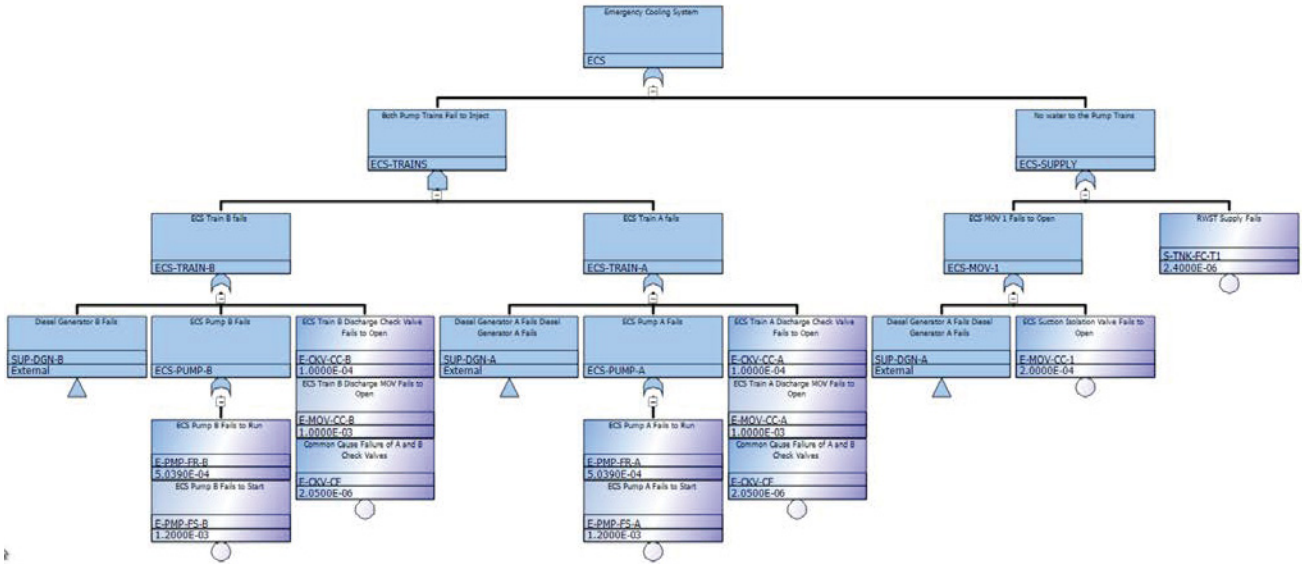 Emergency Cooling System
ECS
Both Pump Trains Fail to Inject
ECS-TRAINS
No water to the Pump Trains
ECS-SUPPLY
ECS Train B fails
ECS-TRAIN-B
ECS Train A fails
ECS-TRAIN-A
ECS MOV 1 Fails to Open
ECS-MOV-1
RWST Supply Fails
S-TNK-FC-T1
2.4000E-06
Diesel Generator B Fails
SUP-DGN-B
External
ECS Pump B Fails
ECS-PUMP-B
ECS Train B Discharge Check Valve
Fails to Open
E-CKV-CC-B
1.0000E-04
ECS Train B Discharge MOV Fails to
Open
E-MOV-CC-B
1.0000E-03
Common Cause Failure of A and B
Check Valves
E-CKV-CF
2.0500E-06
Diesel Generator A Fails Diesel
Generator A Fails
SUP-DGN-A
External
ECS Pump A Fails
ECS-PUMP-A
ECS Train A Discharge Check Valve
Fails to Open
E-CKV-CC-A
1.0000E-04
ECS Train A Discharge MOV Fails to
Open
E-MOV-CC-A
1.0000E-03
Common Cause Failure of A and B
Check Valves
E-CKV-CF
2.0500E-06
Diesel Generator A Fails Diesel
Generator A Fails
SUP-DGN-A
External
ECS Suction Isolation Valve Fails to
Open
E-MOV-CC-1
2.0000E-04
ECS Pump B Fails to Run
E-PMP-FR-B
5.0390E-04
ECS Pump B Fails to Start
E-PMP-FS-B
1.2000E-03
ECS Pump A Fails to Run
E-PMP-FR-A
5.0390E-04
ECS Pump A Fails to Start
E-PMP-FS-A
1.2000E-03